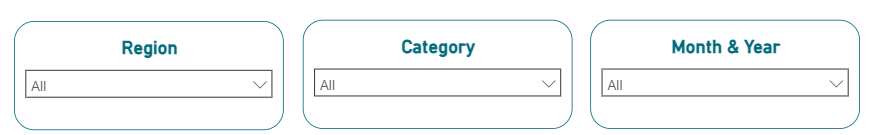 Region
All
Category
All
Month & Year
All